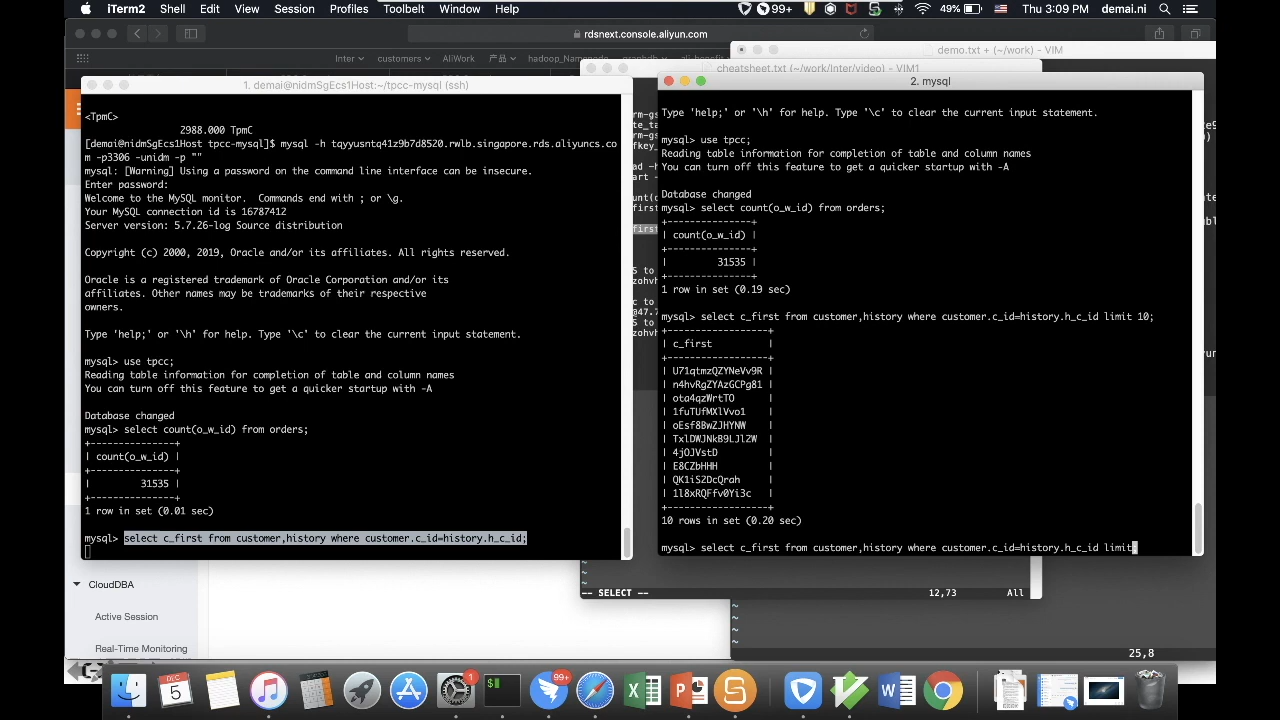 iTerm2 Shell Edit View Session Profiles Toolbelt Window Help
99+ 49% Thu 3:09 PM demai.ni
rdsnext.console.aliyun.com
Inter customers AliWork 产品 hadoop_Namenode
demo.txt + (~/work) - VIM
cheatsheet.txt (~/work/Inter/video) - VIM1
1. demai@nidmSgEcs1Host:~/tpcc-mysql (ssh)
<TpmC>
2988.000 TpmC
[demai@nidmSgEcs1Host tpcc-mysql]$ mysql -h tqyyusntq41z9b7d8520.rwlb.singapore.rds.aliyuncs.co
m -p3306 -unidm -p ""
mysql: [Warning] Using a password on the command line interface can be insecure.
Enter password:
Welcome to the MySQL monitor.  Commands end with ; or \g.
Your MySQL connection id is 16787412
Server version: 5.7.26-log Source distribution
Copyright (c) 2000, 2019, Oracle and/or its affiliates. All rights reserved.
Oracle is a registered trademark of Oracle Corporation and/or its
affiliates. Other names may be trademarks of their respective
owners.
Type 'help;' or '\h' for help. Type '\c' to clear the current input statement.
mysql> use tpcc;
Reading table information for completion of table and column names
You can turn off this feature to get a quicker startup with -A
Database changed
mysql> select count(o_w_id) from orders;
+---------------+
| count(o_w_id) |
+---------------+
|         31535 |
+---------------+
1 row in set (0.01 sec)
mysql> select c_first from customer,history where customer.c_id=history.h_c_id;
2. mysql
Type 'help;' or '\h' for help. Type '\c' to clear the current input statement.
mysql> use tpcc;
Reading table information for completion of table and column names
You can turn off this feature to get a quicker startup with -A
Database changed
mysql> select count(o_w_id) from orders;
+---------------+
| count(o_w_id) |
+---------------+
|         31535 |
+---------------+
1 row in set (0.19 sec)
mysql> select c_first from customer,history where customer.c_id=history.h_c_id limit 10;
+------------------+
| c_first          |
+------------------+
| U71qtmzQZYNeVv9R |
| n4hvRgZYAzGCPg81 |
| ota4qzWrtTO      |
| 1fuTUfMXlVvo1    |
| oEsf8BwZJHYNW    |
| TxlDWJNkB9LJlZW  |
| 4jOJVstD         |
| E8CZbHHH         |
| QK1iS2DcQrah     |
| 1l8xRQFfv0Yi3c   |
+------------------+
10 rows in set (0.20 sec)
mysql> select c_first from customer,history where customer.c_id=history.h_c_id limit
-- SELECT -- 12,73 All
25,8
CloudDBA
Active Session
Real-Time Monitoring
DEC
5
1
99+